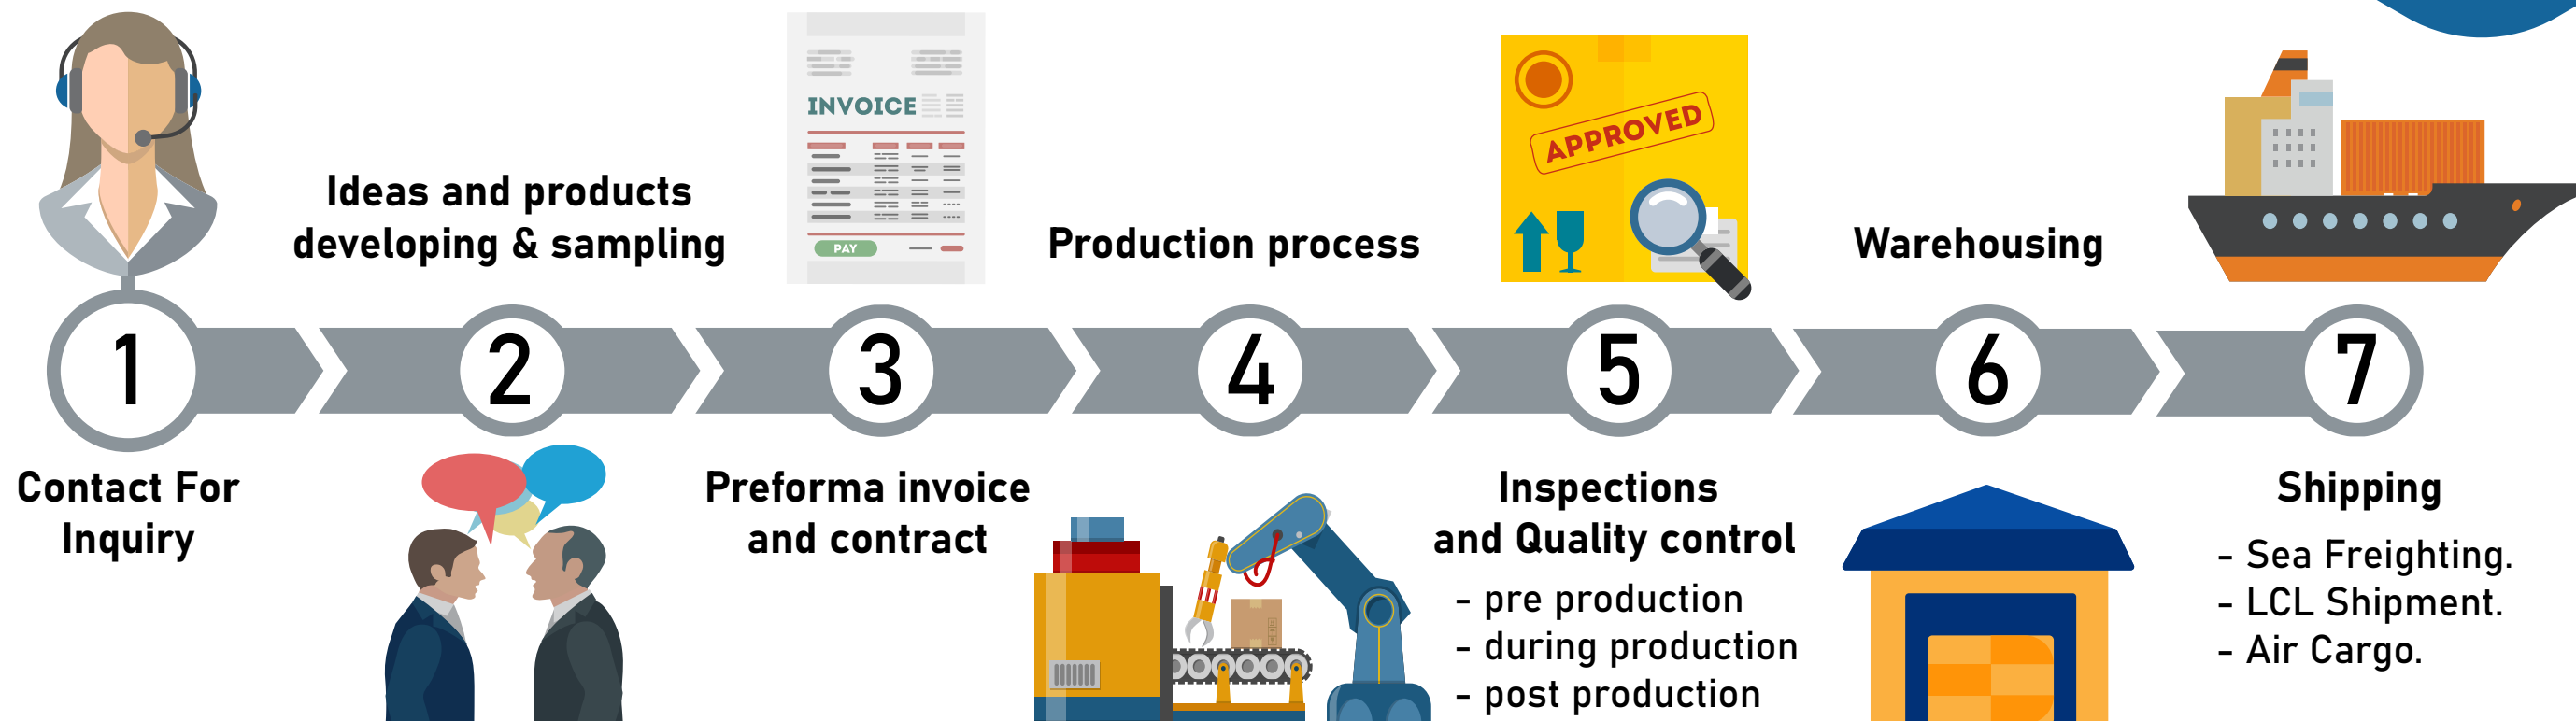 1
Contact For
Inquiry
Ideas and products
developing & sampling
2
INVOICE
PAY
3
Preforma invoice
and contract
Production process
4
APPROVED
5
Inspections
and Quality control
- pre production
- during production
- post production
Warehousing
6
7
Shipping
- Sea Freighting.
- LCL Shipment.
- Air Cargo.